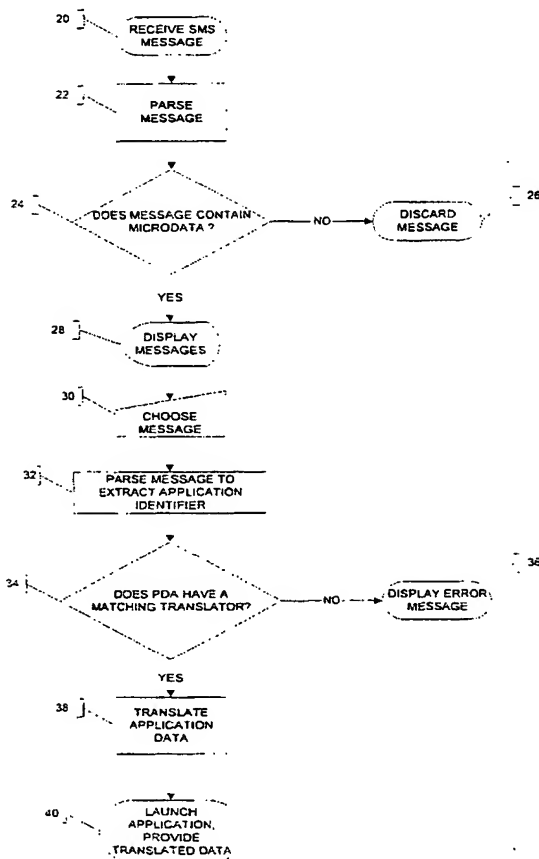 20
RECEIVE SMS
MESSAGE
22
PARSE
MESSAGE
24
DOES MESSAGE CONTAIN
MICRODATA ?
NO
DISCARD
MESSAGE
26
YES
28
DISPLAY
MESSAGES
30
CHOOSE
MESSAGE
32
PARSE MESSAGE TO
EXTRACT APPLICATION
IDENTIFIER
34
DOES PDA HAVE A
MATCHING TRANSLATOR?
NO
DISPLAY ERROR
MESSAGE
36
YES
38
TRANSLATE
APPLICATION
DATA
40
LAUNCH
APPLICATION,
PROVIDE
TRANSLATED DATA